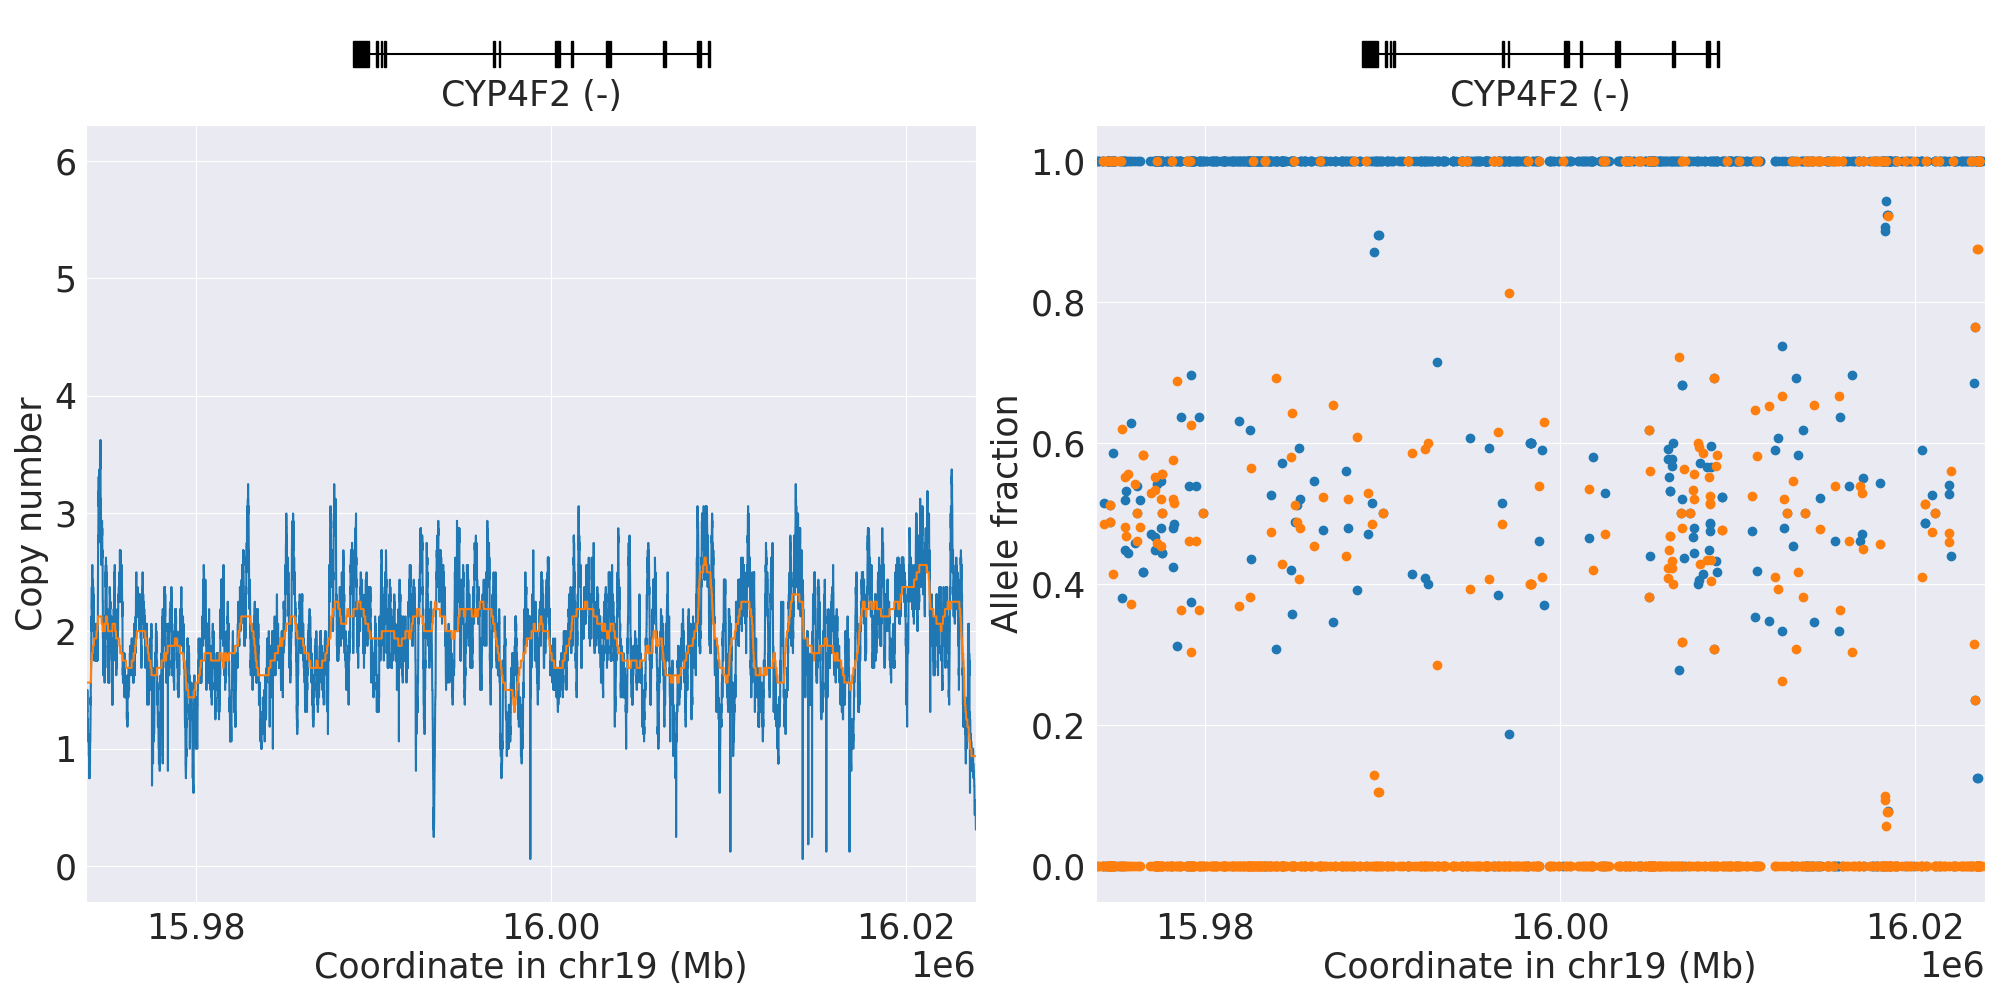 CYP4F2 (-)
6
5
4
3
2
1
0
Copy number
15.98
16.00
16.02
Coordinate in chr19 (Mb)
1e6
CYP4F2 (-)
1.0
0.8
0.6
0.4
0.2
0.0
Allele fraction
15.98
16.00
16.02
Coordinate in chr19 (Mb)
1e6